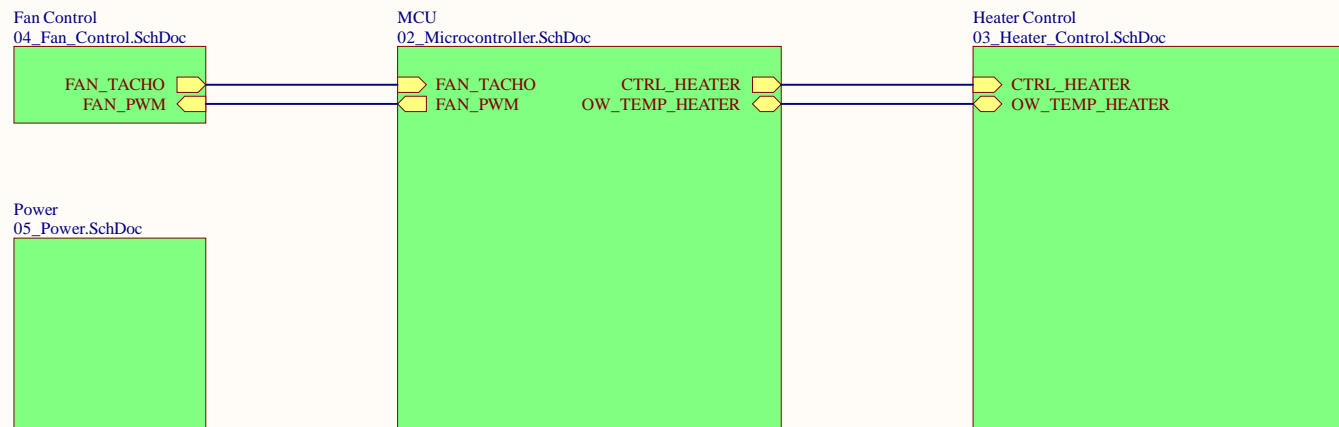 Fan Control
04_Fan_Control.SchDoc
FAN_TACHO
FAN_PWM
MCU
02_Microcontroller.SchDoc
FAN_TACHO
FAN_PWM
CTRL_HEATER
OW_TEMP_HEATER
Heater Control
03_Heater_Control.SchDoc
CTRL_HEATER
OW_TEMP_HEATER
Power
05_Power.SchDoc